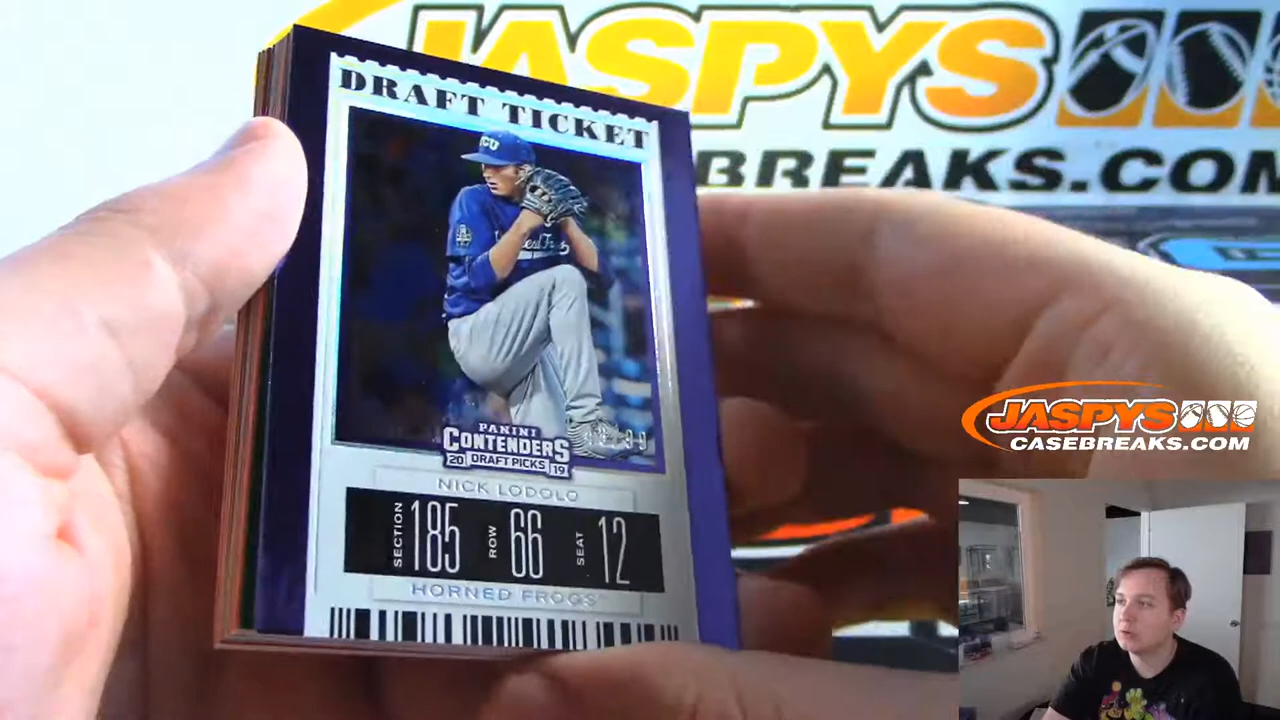 JASPYS
EBREAKS.COM
DRAFT TICKET
TCU
PANINI
CONTENDERS
20 DRAFT PICKS 19
NICK LODOLO
SECTION 185 ROW 66 SEAT 12
HORNED FROGS
JASPYS
CASEBREAKS.COM